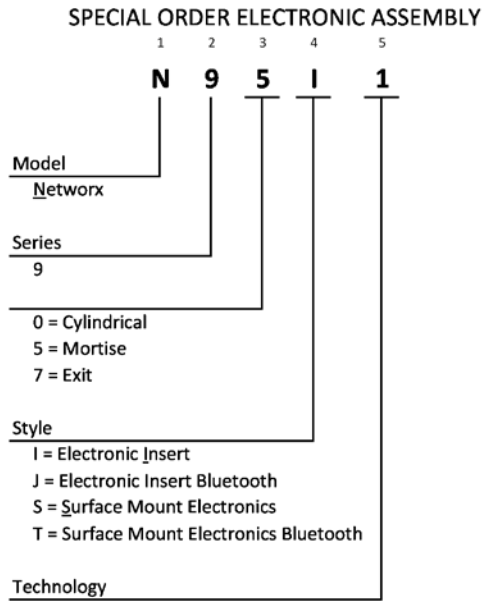 SPECIAL ORDER ELECTRONIC ASSEMBLY
1 2 3 4 5
N 9 5 I 1
Model
Networx
Series
9
0 = Cylindrical
5 = Mortise
7 = Exit
Style
I = Electronic Insert
J = Electronic Insert Bluetooth
S = Surface Mount Electronics
T = Surface Mount Electronics Bluetooth
Technology